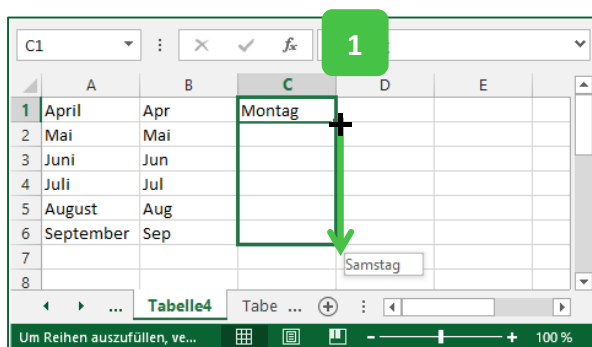 C1 fx 1
A B C D E
1 April Apr Montag
2 Mai Mai
3 Juni Jun
4 Juli Jul
5 August Aug
6 September Sep
7 Samstag
8
... Tabelle4 Tabe ...
Um Reihen auszufüllen, ve... 100 %